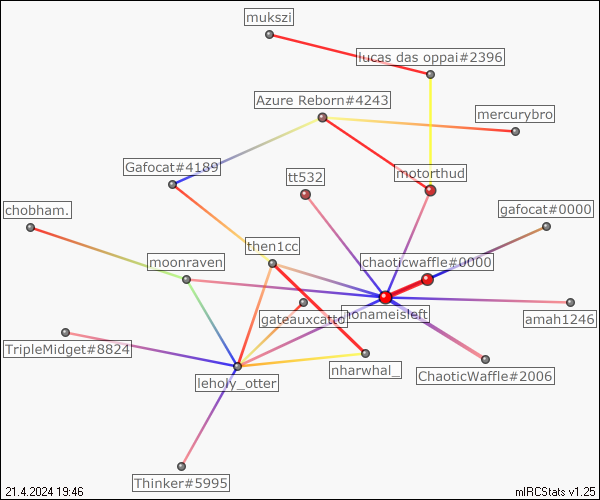 mukszi
lucas das oppai#2396
Azure Reborn#4243
mercurybro
Gafocat#4189
tt532
motorthud
chobham.
gafocat#0000
then1cc
moonraven
chaoticwaffle#0000
gateauxcatto
nonameisleft
amah1246
TripleMidget#8824
nharwhal_
ChaoticWaffle#2006
leholy_otter
Thinker#5995
21.4.2024 19:46
mIRCStats v1.25